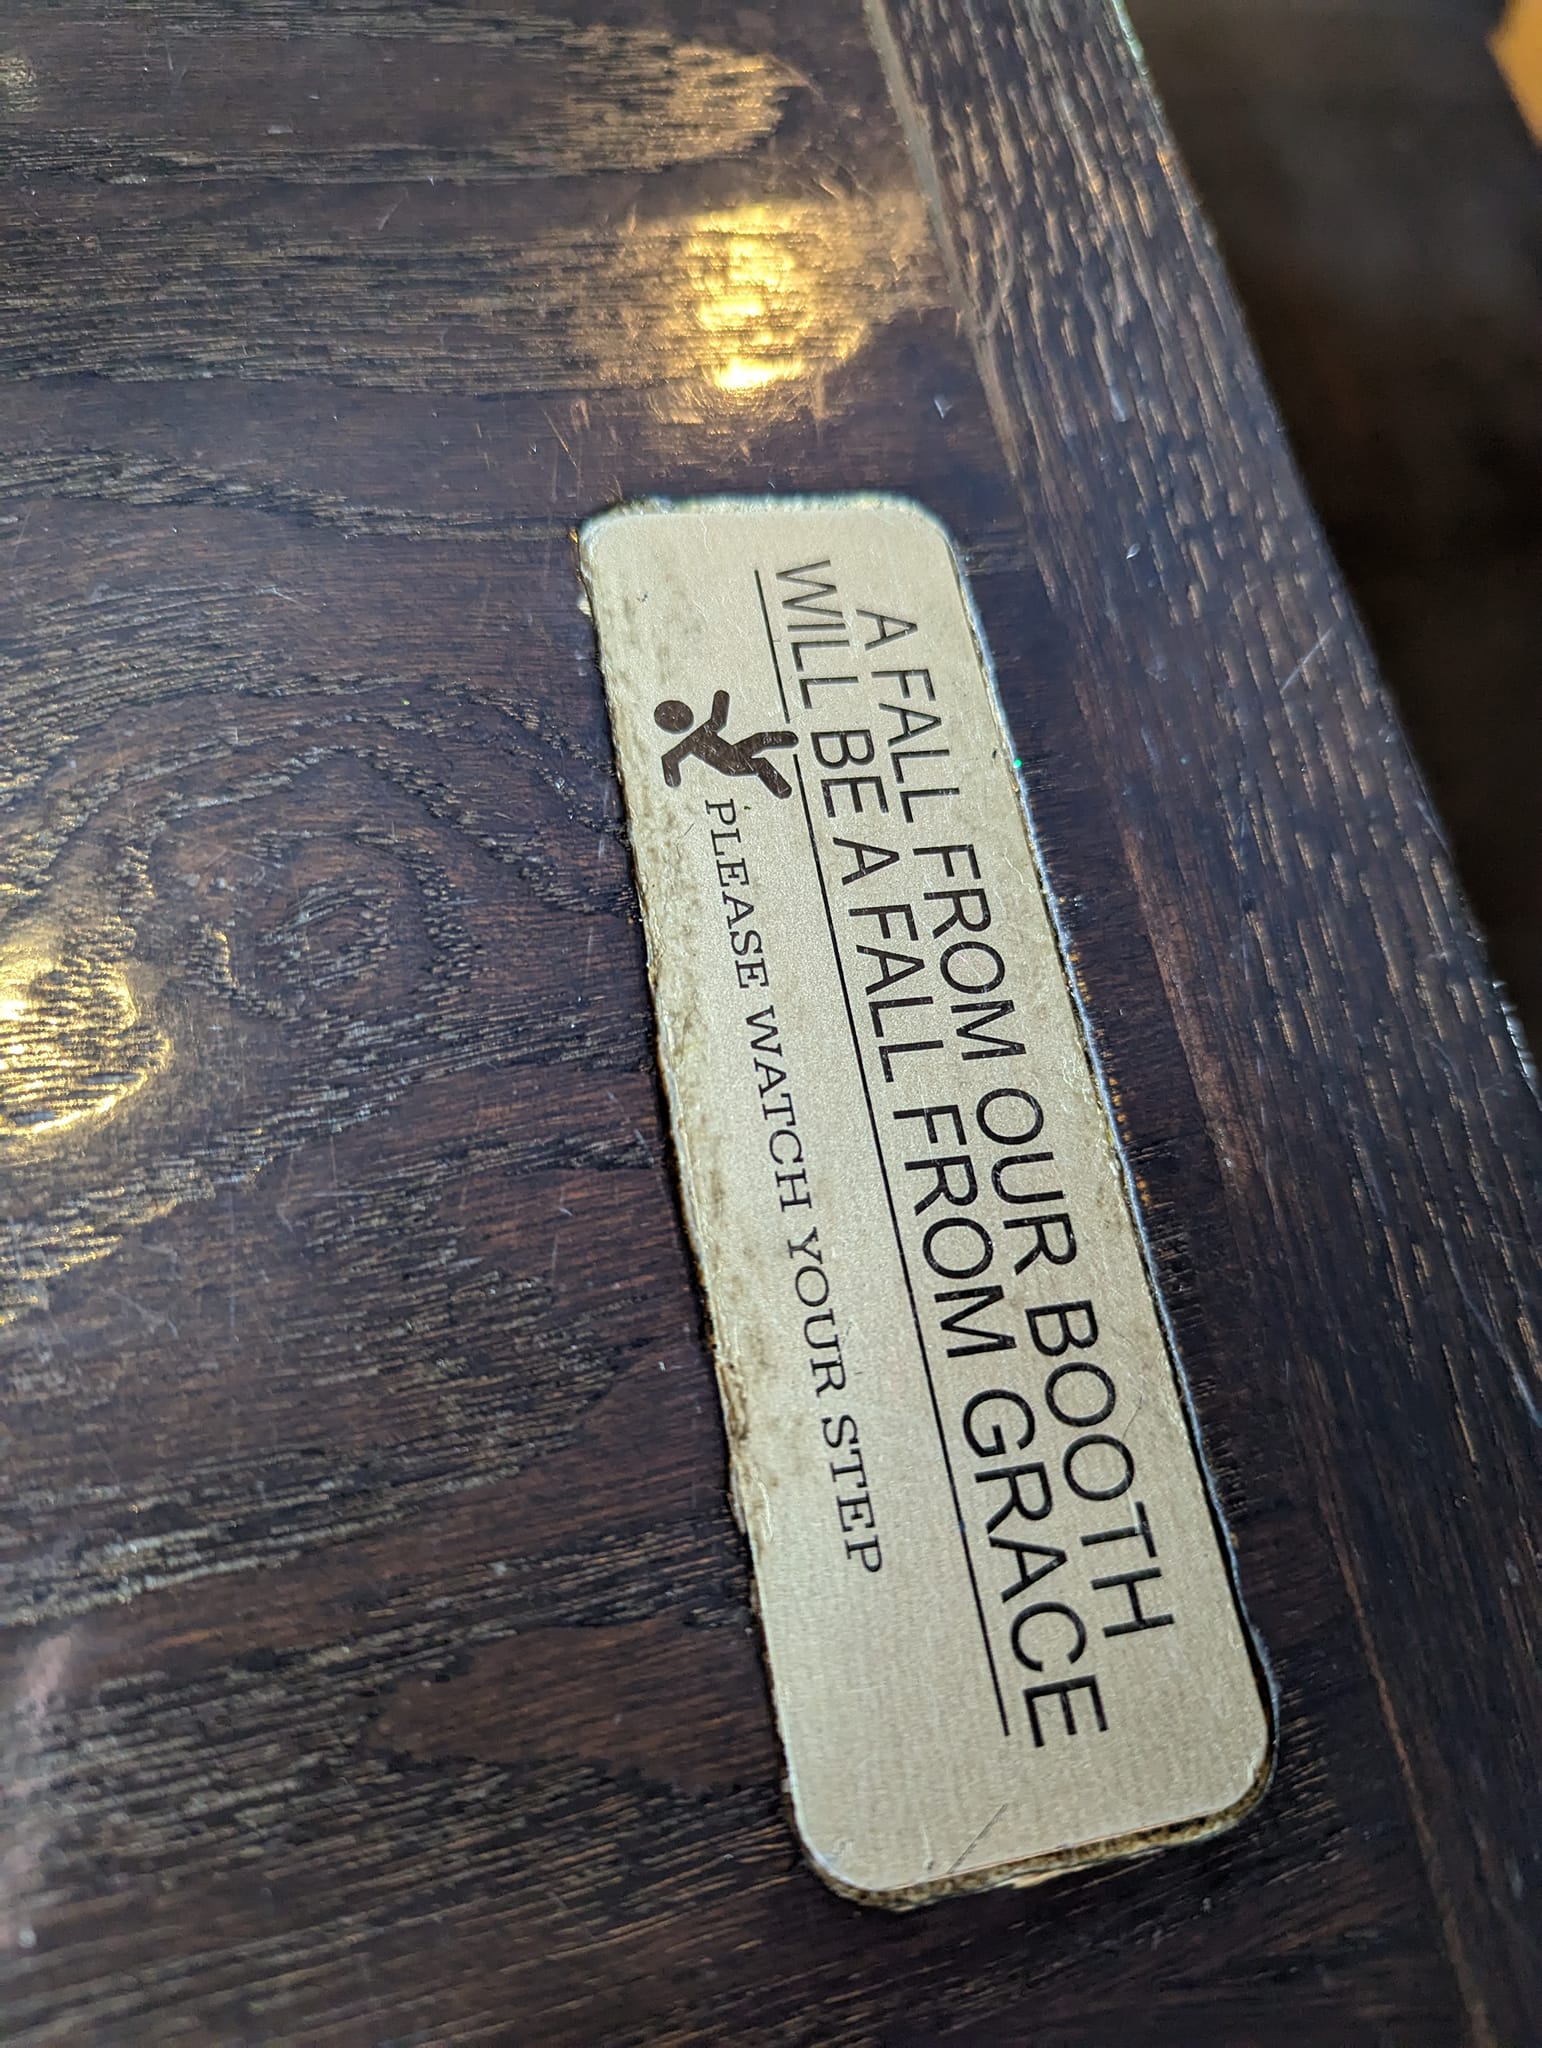 A FALL FROM OUR BOOTH
WILL BE A FALL FROM GRACE
PLEASE WATCH YOUR STEP